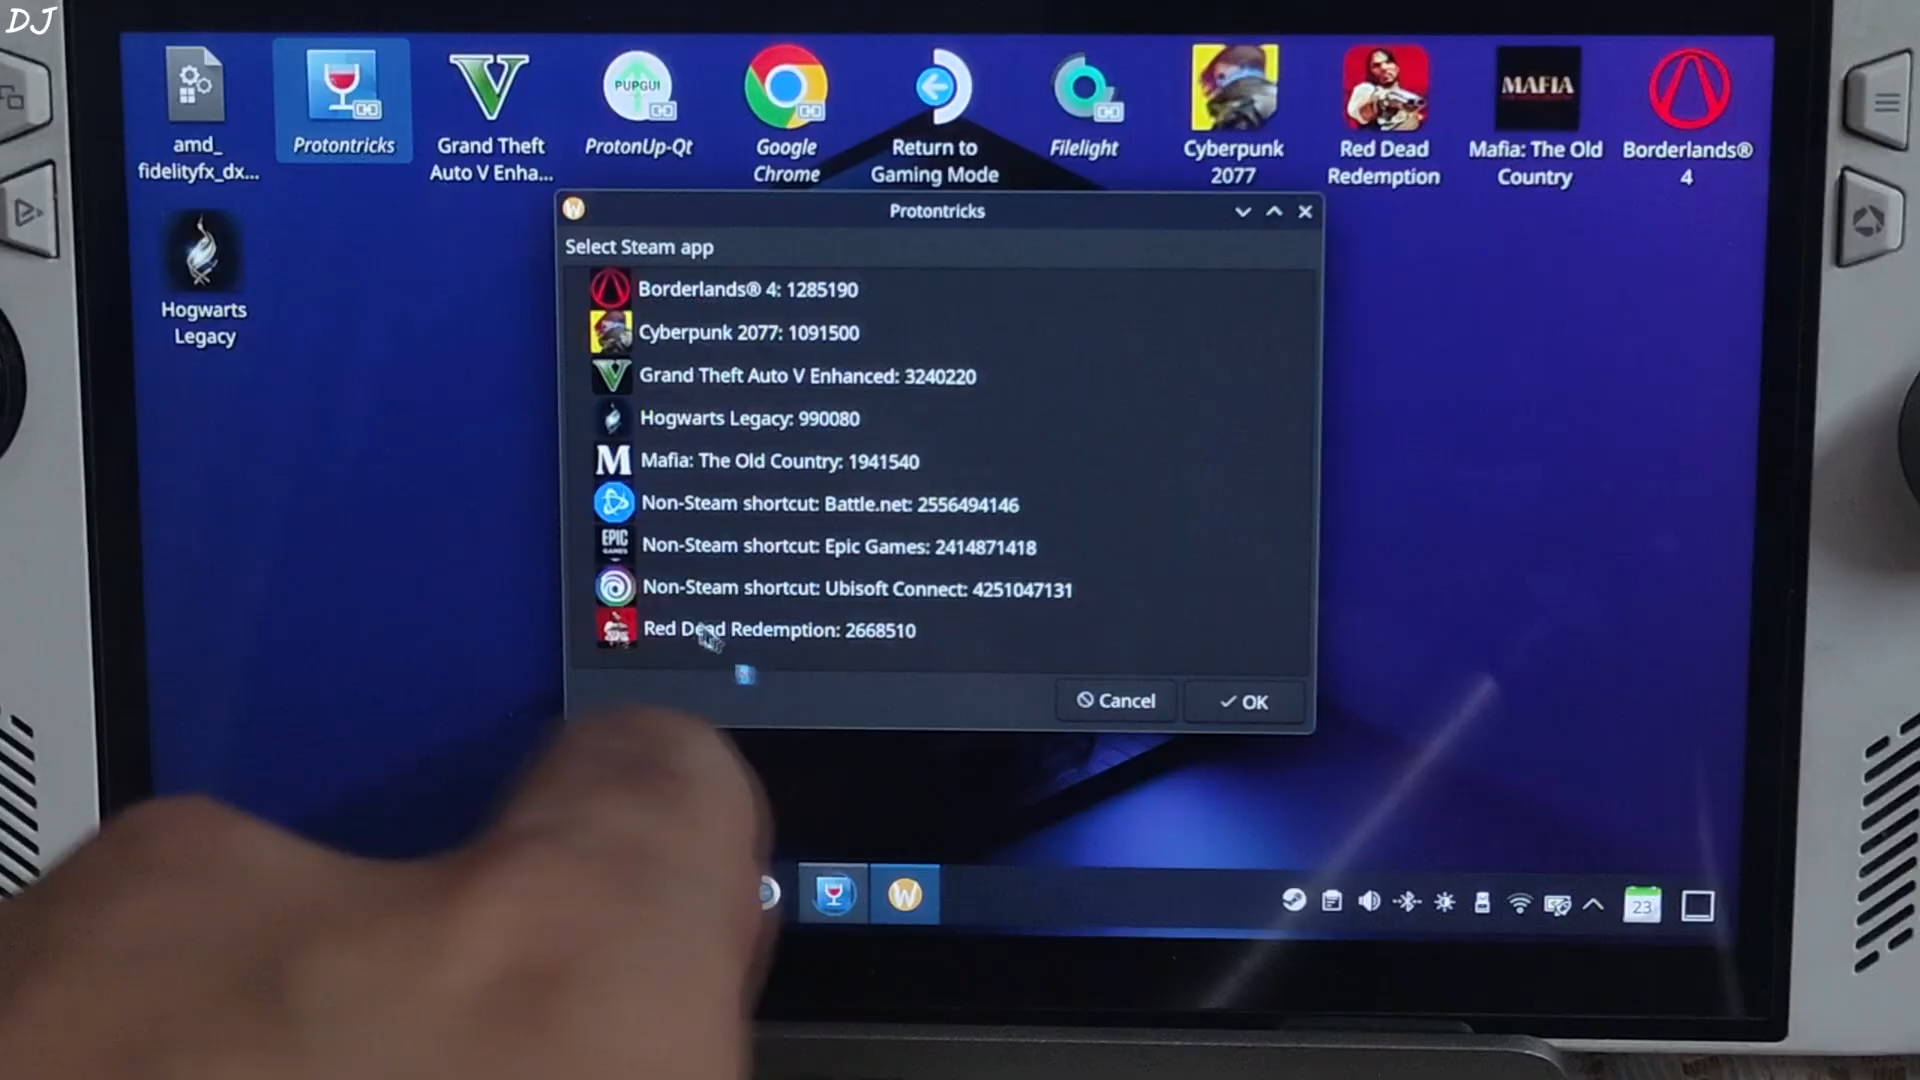 DJ
amd_
fidelityfx_dx...
Protontricks
Grand Theft
Auto V Enha...
PUPGUI
ProtonUp-Qt
Google
Chrome
Return to
Gaming Mode
Filelight
Cyberpunk
2077
Red Dead
Redemption
MAFIA
Mafia: The Old
Country
Borderlands®
4
Hogwarts
Legacy
W
Protontricks
Select Steam app
Borderlands® 4: 1285190
Cyberpunk 2077: 1091500
Grand Theft Auto V Enhanced: 3240220
Hogwarts Legacy: 990080
M Mafia: The Old Country: 1941540
Non-Steam shortcut: Battle.net: 2556494146
EPIC
GAMES
Non-Steam shortcut: Epic Games: 2414871418
Non-Steam shortcut: Ubisoft Connect: 4251047131
Red Dead Redemption: 2668510
Cancel
OK
W
23